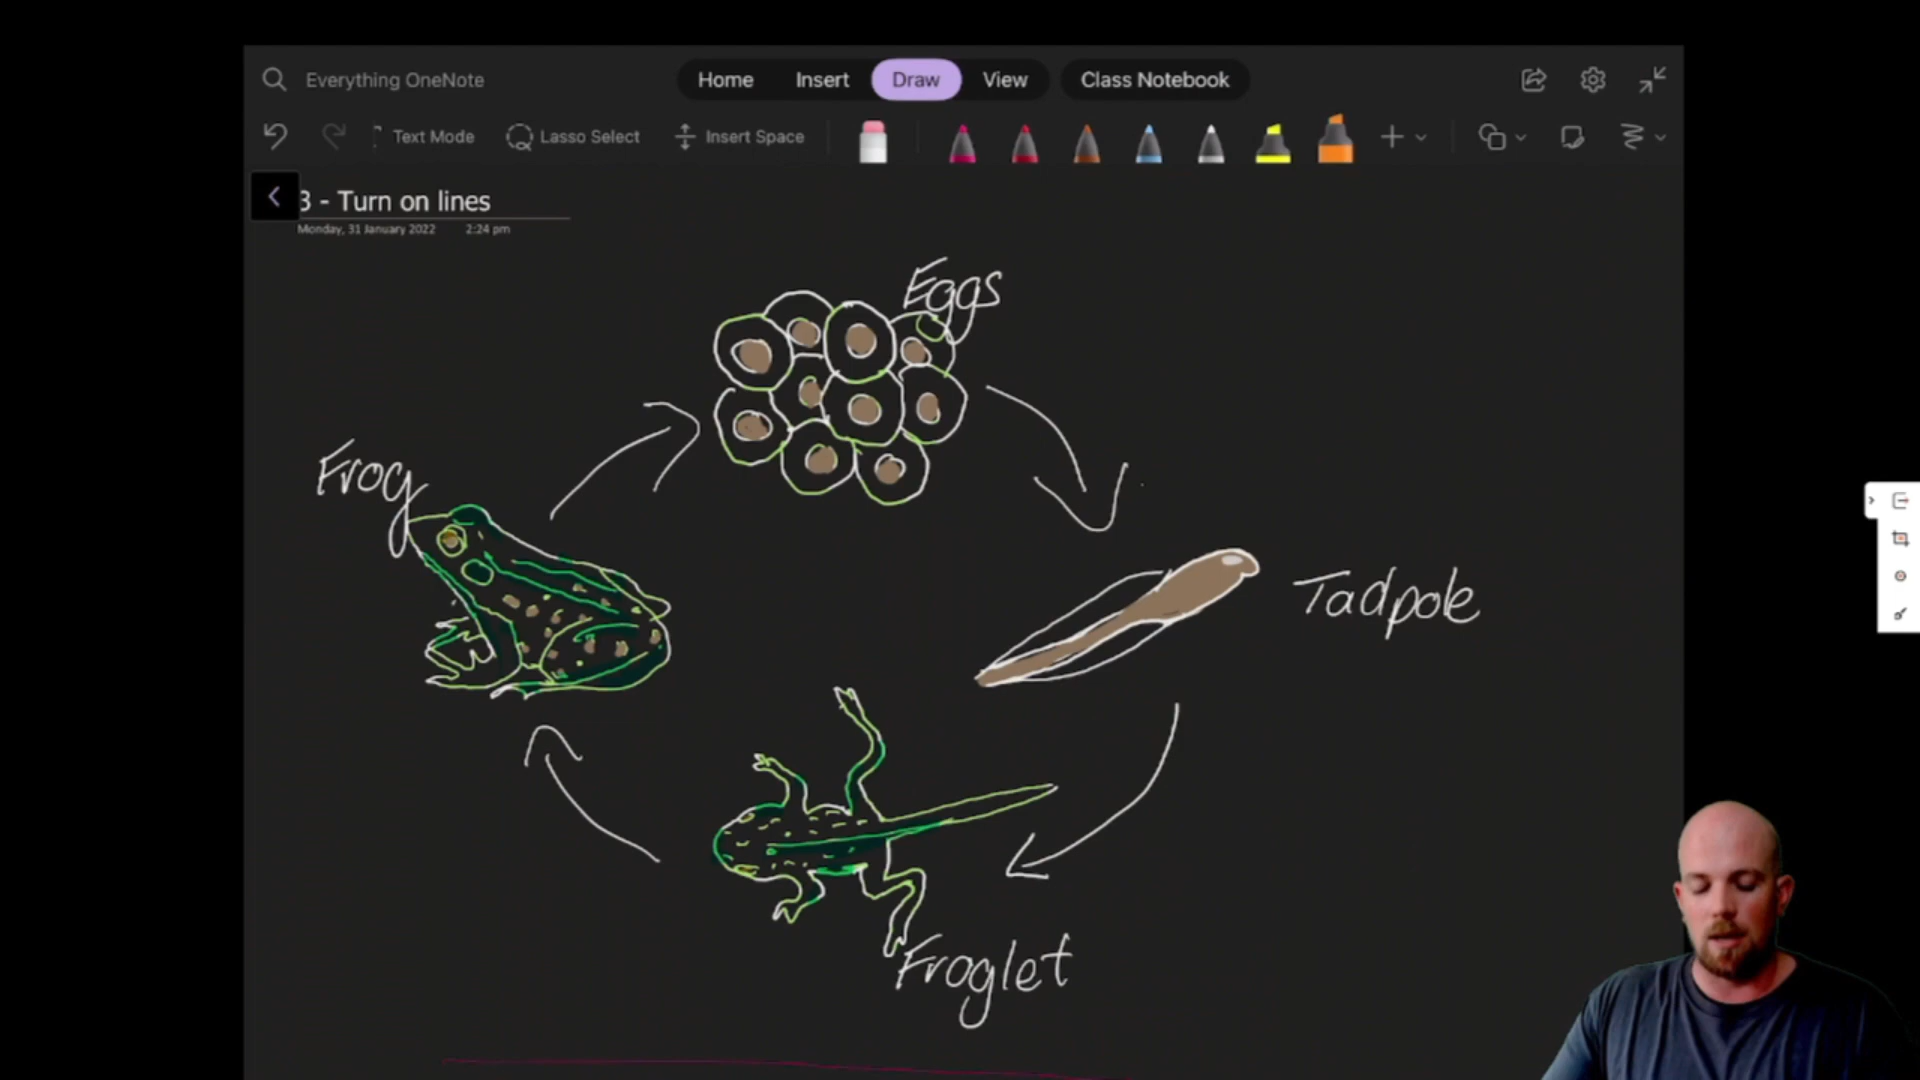 Everything OneNote
Home Insert Draw View Class Notebook
Text Mode Lasso Select Insert Space
3 - Turn on lines
Monday, 31 January 2022 2:24 pm
Eggs
Frog
Tadpole
Froglet